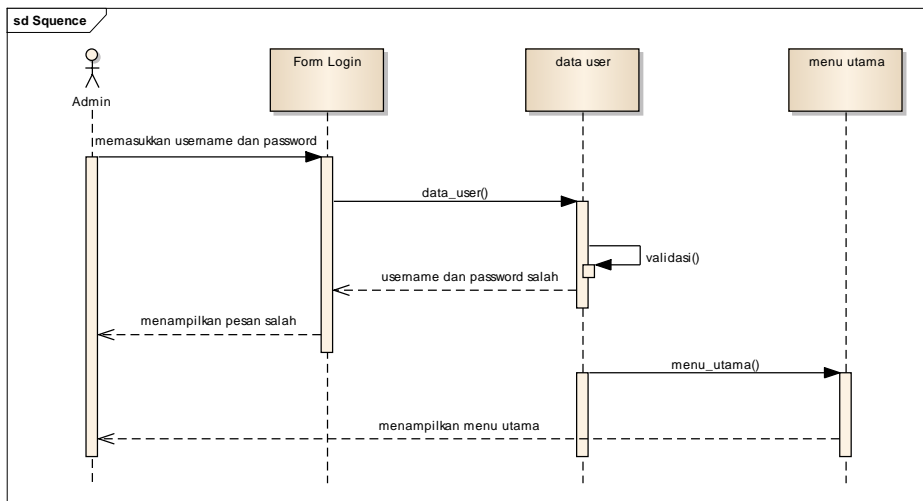 sd Squence
Admin
Form Login
data user
menu utama
memasukkan username dan password
data_user()
validasi()
username dan password salah
menampilkan pesan salah
menu_utama()
menampilkan menu utama